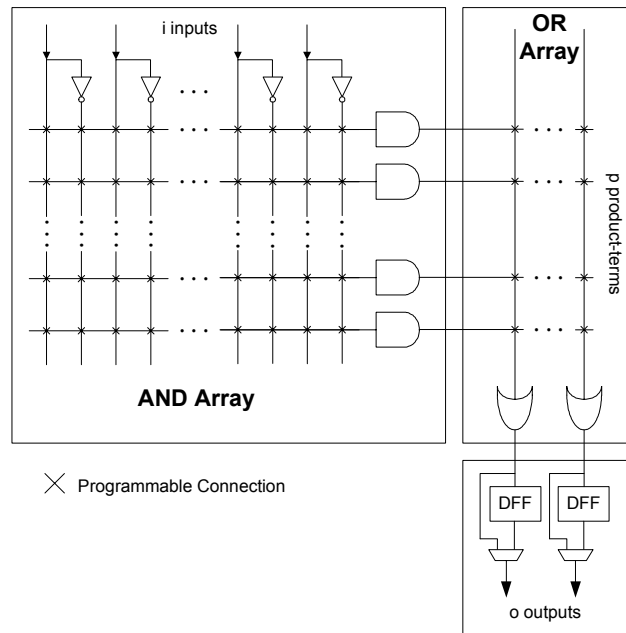 i inputs
OR
Array
p product-terms
AND Array
Programmable Connection
DFF DFF
o outputs